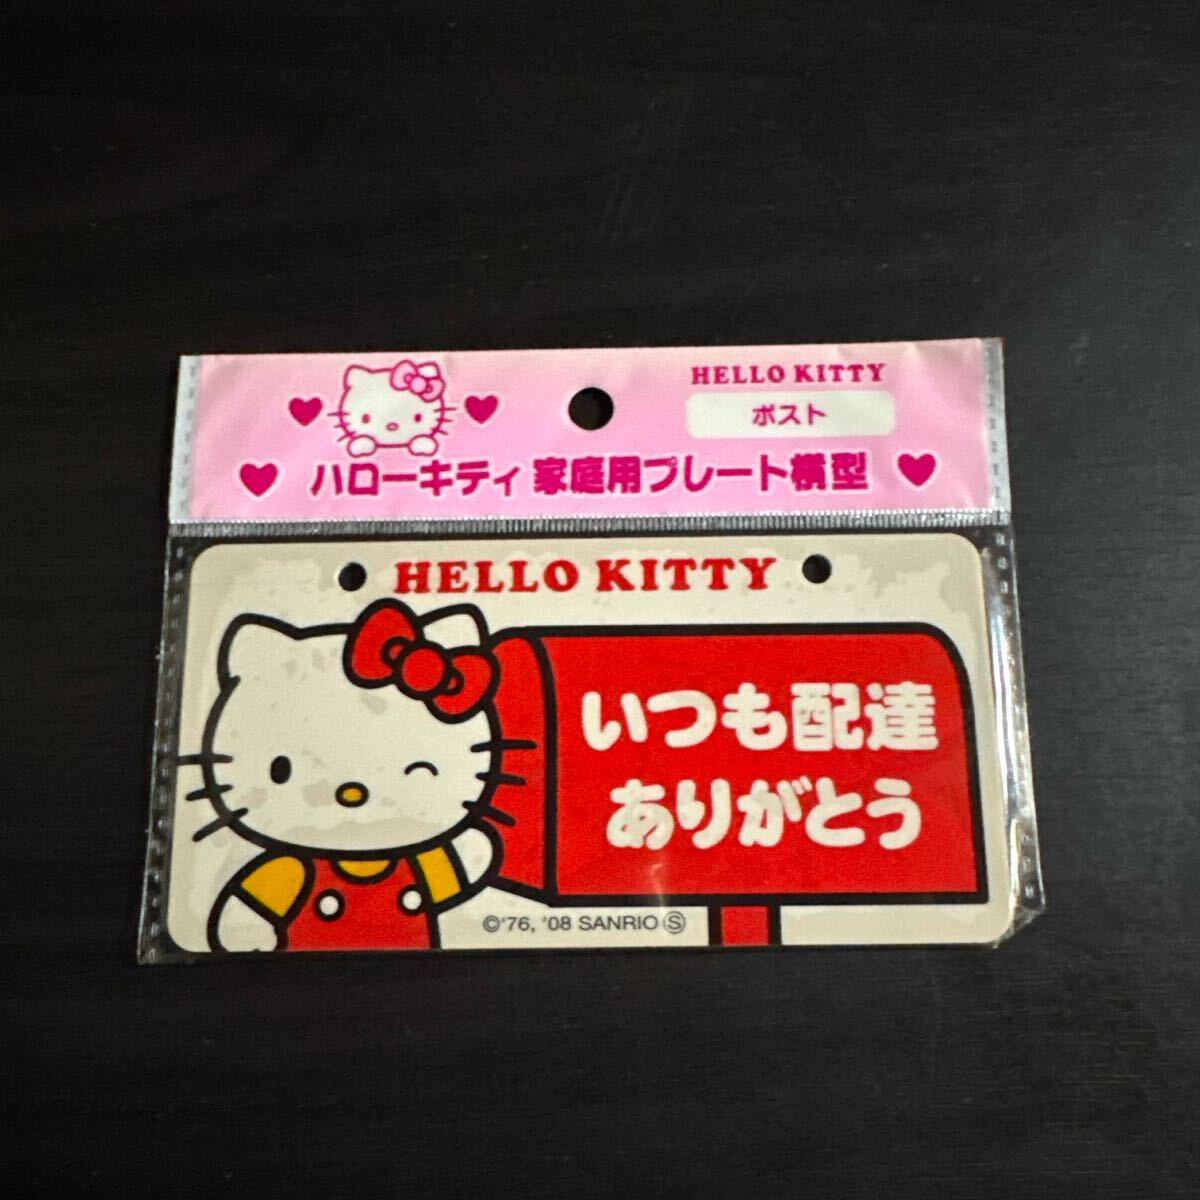 HELLO KITTY
ポスト
ハローキティ 家庭用プレート横型
HELLO KITTY
いつも配達
ありがとう
©'76, '08 SANRIO Ⓢ